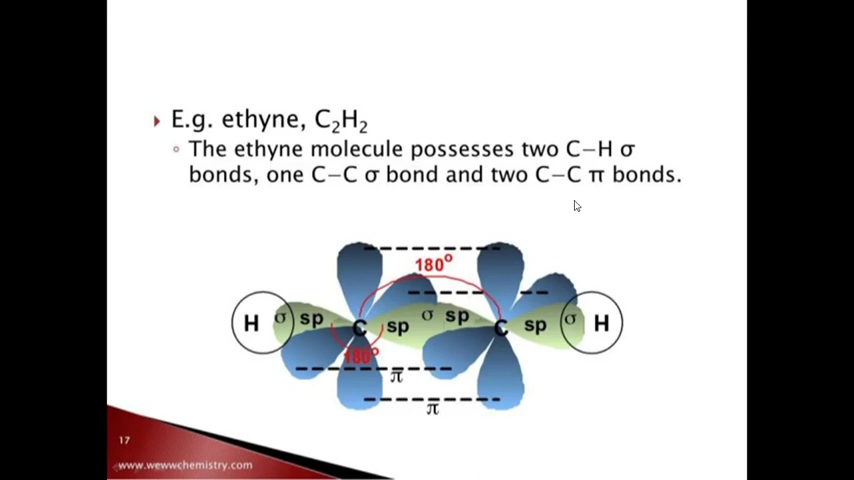 E.g. ethyne, C₂H₂
The ethyne molecule possesses two C−H σ
bonds, one C−C σ bond and two C−C π bonds.
180°
H σ sp C sp σ sp C sp σ H
180°
π
π
17
www.wewwchemistry.com